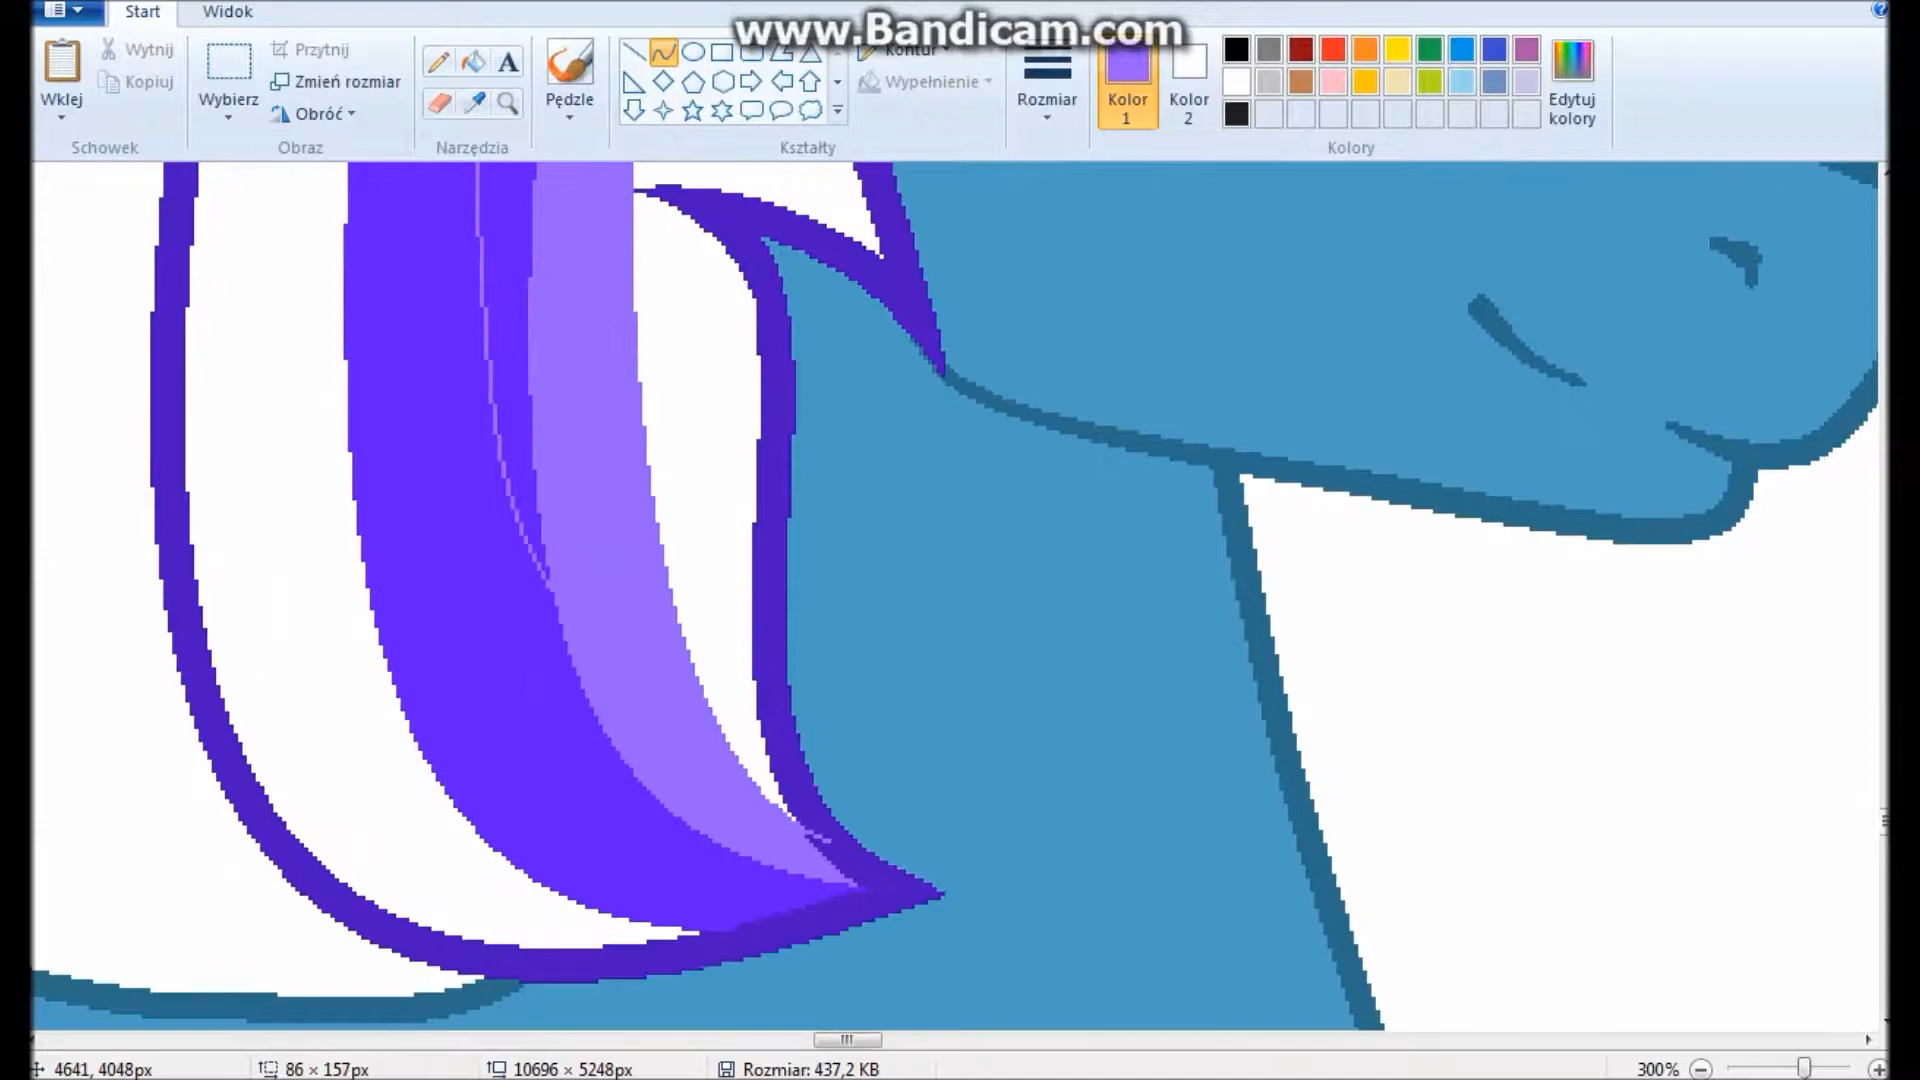 Start Widok
www.Bandicam.com
Wklej
Wytnij
Kopiuj
Schowek
Wybierz
Przytnij
Zmień rozmiar
Obróć
Obraz
A
Narzędzia
Pędzle
Kształty
Kontur
Wypełnienie
Rozmiar
Kolor
1
Kolor
2
Edytuj
kolory
Kolory
4641, 4048px 86 × 157px 10696 × 5248px Rozmiar: 437,2 KB 300%